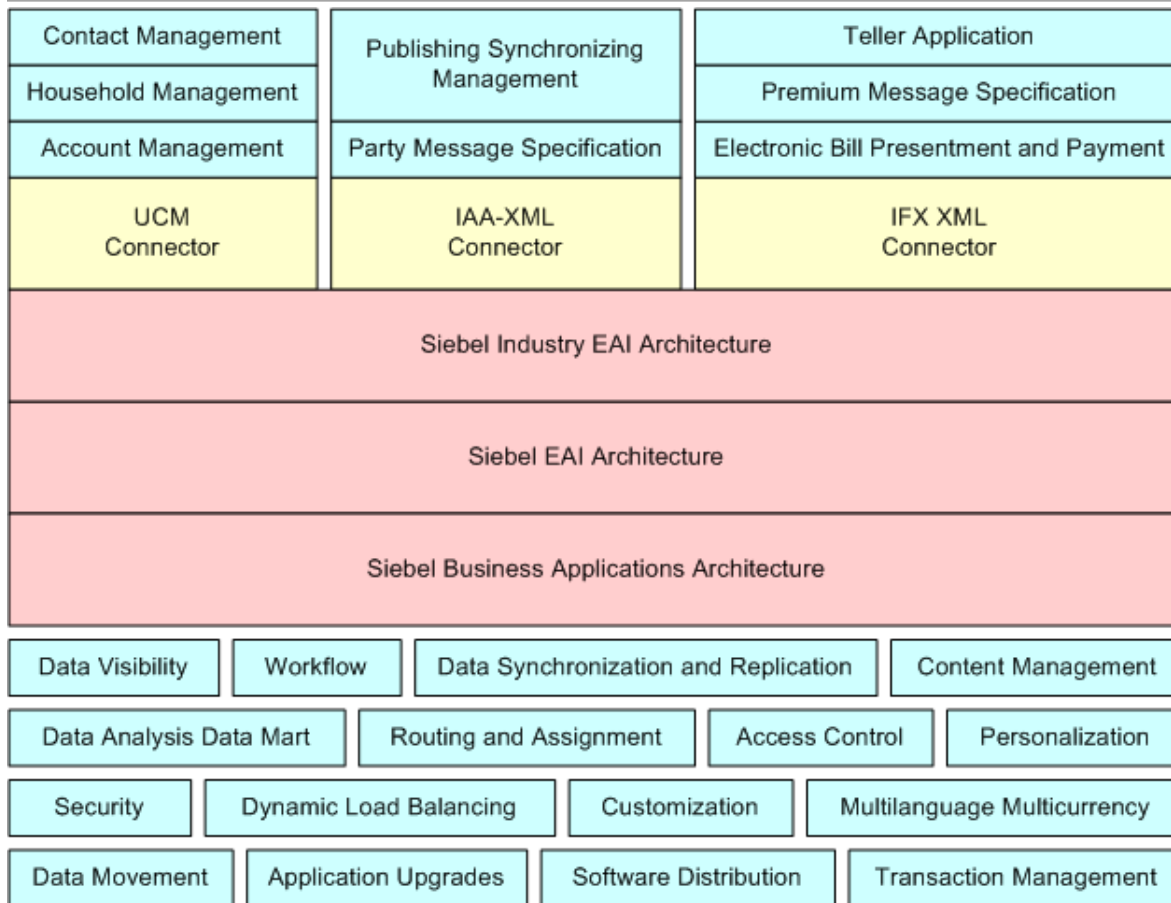 Contact Management
Household Management
Account Management
Publishing Synchronizing
Management
Party Message Specification
Teller Application
Premium Message Specification
Electronic Bill Presentment and Payment
UCM
Connector
IAA-XML
Connector
IFX XML
Connector
Siebel Industry EAI Architecture
Siebel EAI Architecture
Siebel Business Applications Architecture
Data Visibility
Workflow
Data Synchronization and Replication
Content Management
Data Analysis Data Mart
Routing and Assignment
Access Control
Personalization
Security
Dynamic Load Balancing
Customization
Multilanguage Multicurrency
Data Movement
Application Upgrades
Software Distribution
Transaction Management